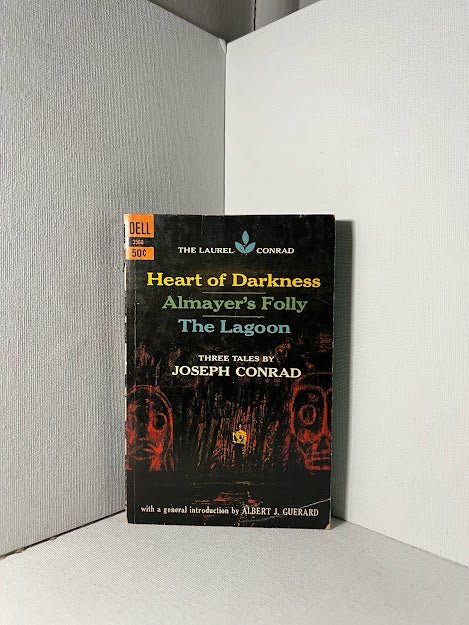 DELL
3560
50¢
THE LAUREL CONRAD
Heart of Darkness
Almayer's Folly
The Lagoon
THREE TALES BY
JOSEPH CONRAD
with a general introduction by ALBERT J. GUERARD